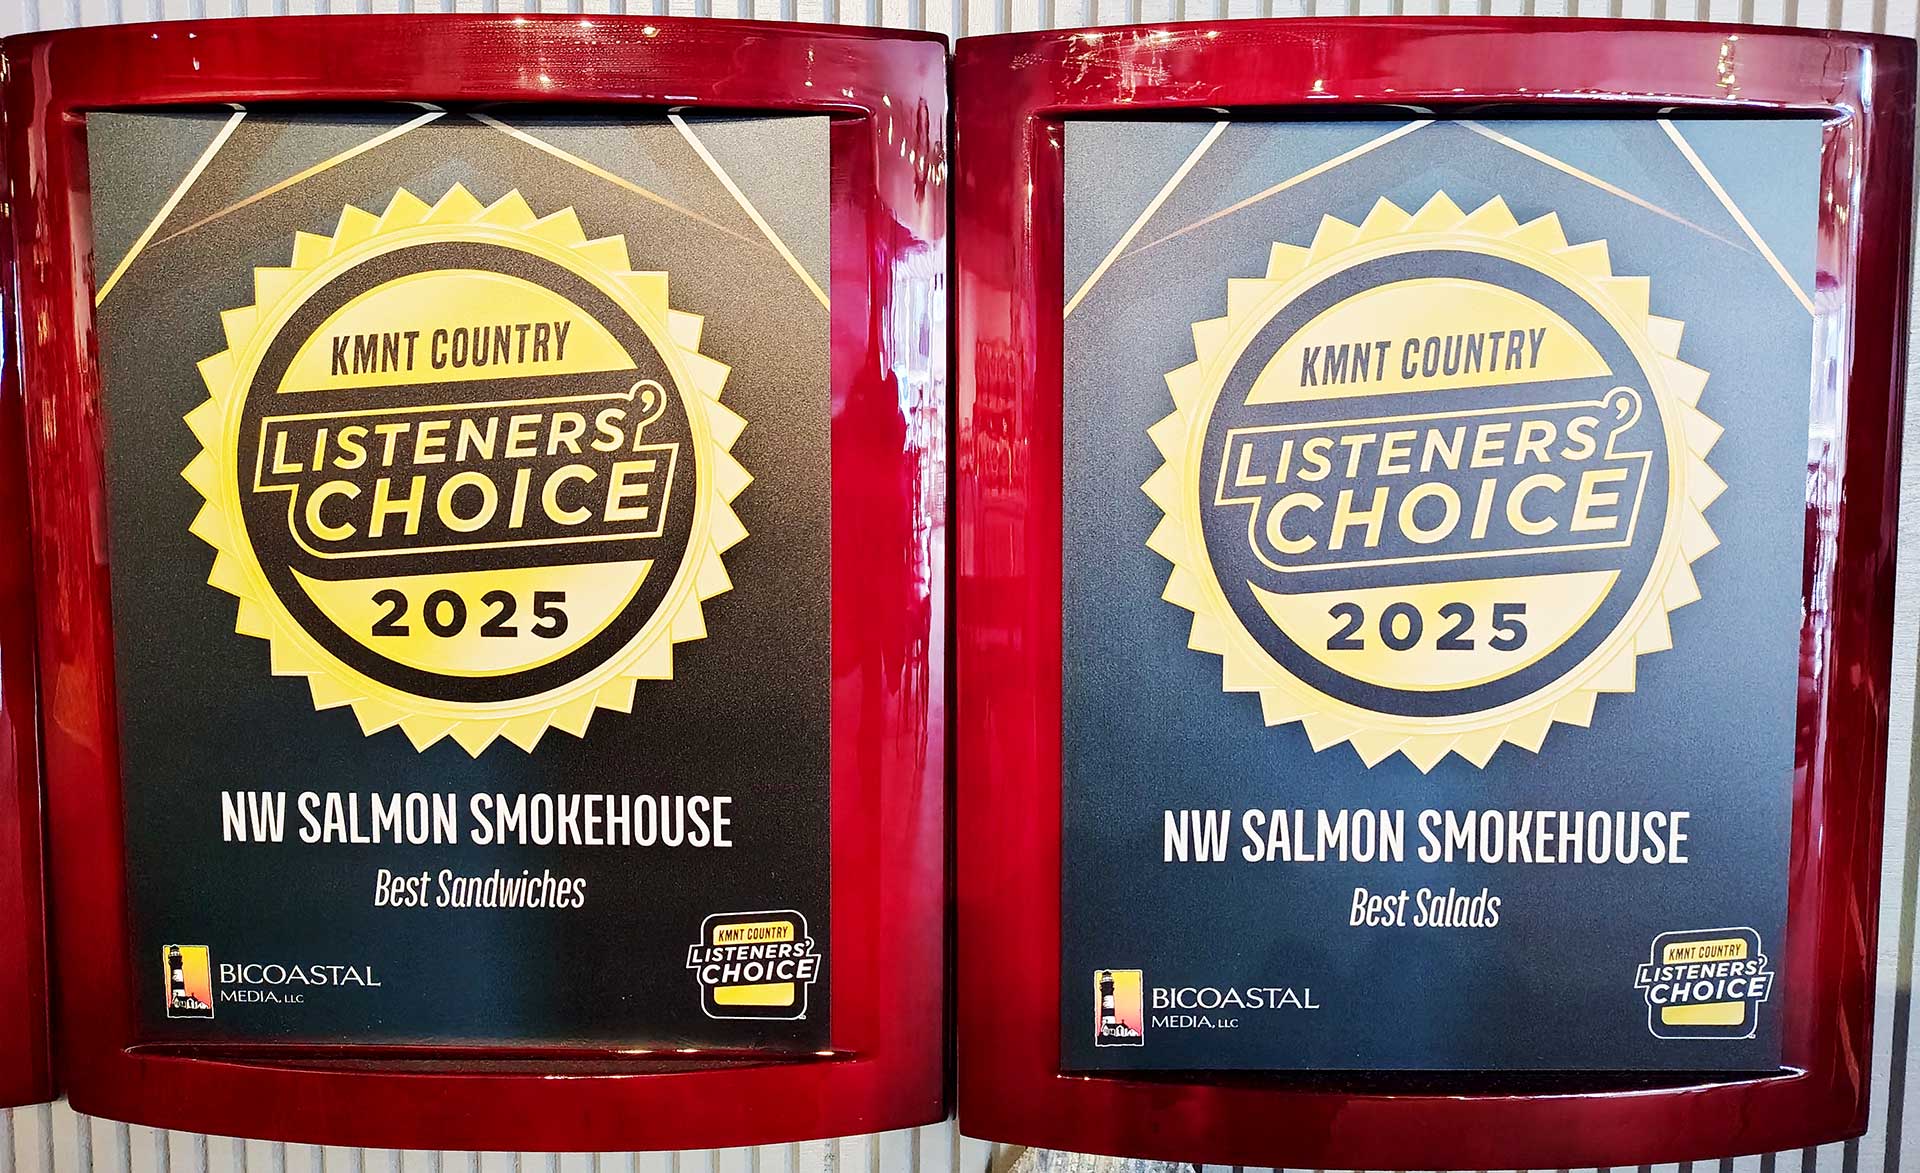 KMNT COUNTRY
LISTENERS'
CHOICE
2025
NW SALMON SMOKEHOUSE
Best Sandwiches
BICOASTAL
MEDIA, LLC
KMNT COUNTRY
LISTENERS'
CHOICE
KMNT COUNTRY
LISTENERS'
CHOICE
2025
NW SALMON SMOKEHOUSE
Best Salads
BICOASTAL
MEDIA, LLC
KMNT COUNTRY
LISTENERS'
CHOICE